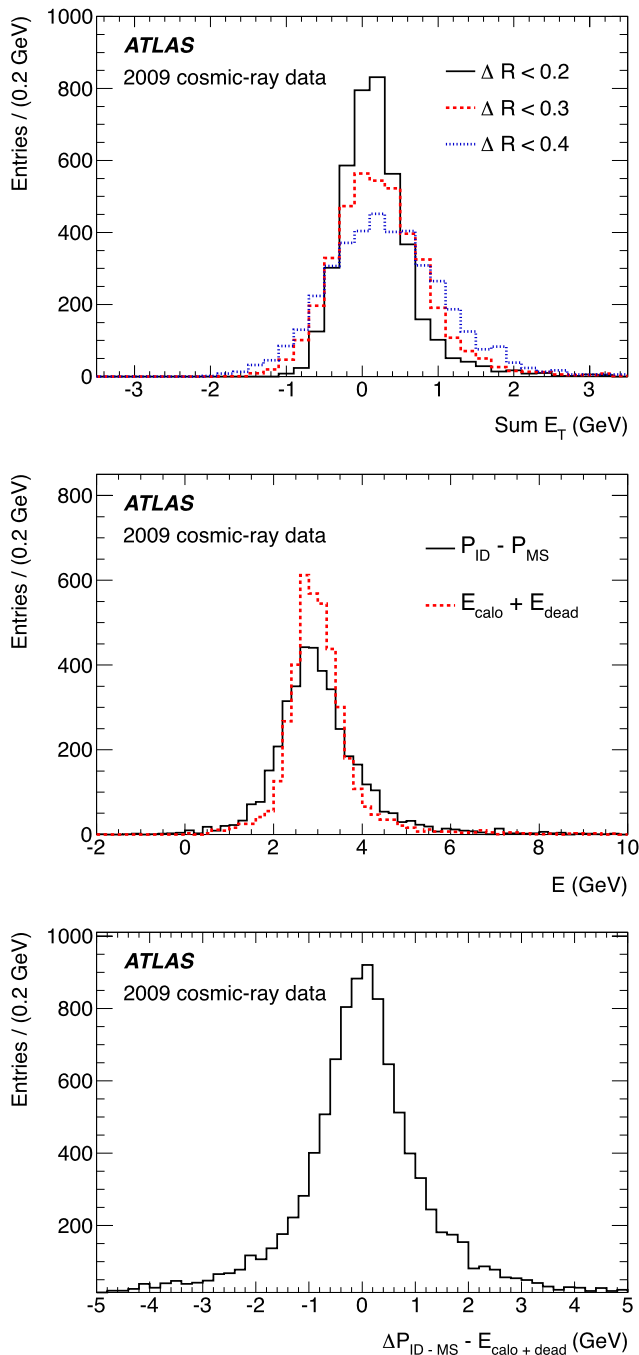 Entries / (0.2 GeV)
1000
800
600
400
200
0
ATLAS
2009 cosmic-ray data
Δ R < 0.2
Δ R < 0.3
Δ R < 0.4
-3 -2 -1 0 1 2 3
Sum E_T (GeV)
Entries / (0.2 GeV)
800
600
400
200
0
ATLAS
2009 cosmic-ray data
P_ID - P_MS
E_calo + E_dead
-2 0 2 4 6 8 10
E (GeV)
Entries / (0.2 GeV)
1000
800
600
400
200
ATLAS
2009 cosmic-ray data
-5 -4 -3 -2 -1 0 1 2 3 4 5
ΔP_ID - MS - E_calo + dead (GeV)